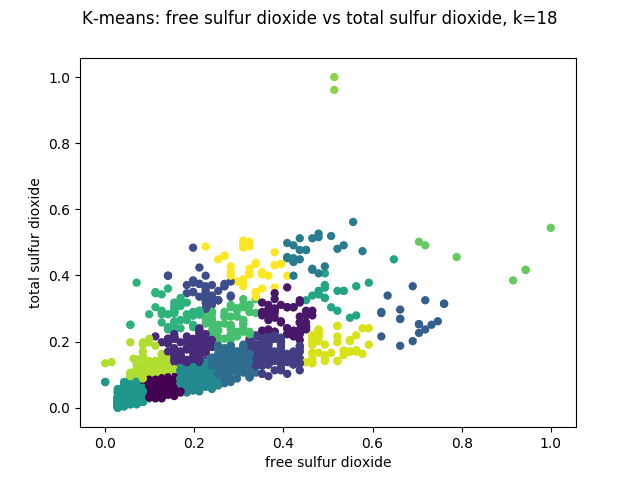 K-means: free sulfur dioxide vs total sulfur dioxide, k=18
1.0
0.8
0.6
0.4
0.2
0.0
total sulfur dioxide
0.0 0.2 0.4 0.6 0.8 1.0
free sulfur dioxide